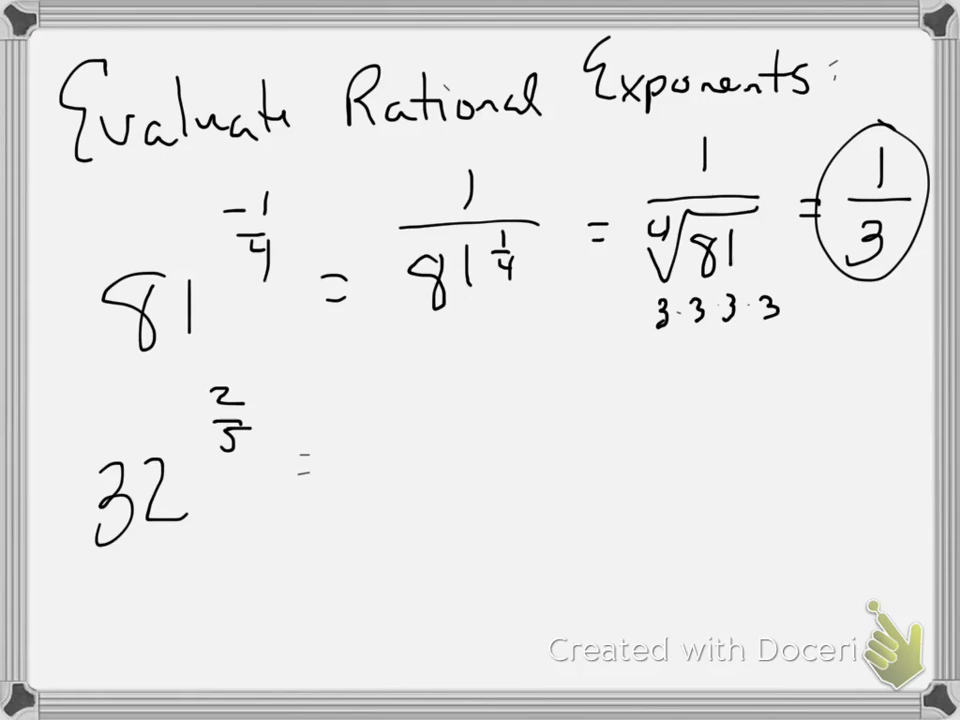 Evaluate Rational Exponents:
81^(-1/4) = 1/81^(1/4) = 1/∜81 = 1/3
3·3·3·3
32^(2/5) =
Created with Doceri